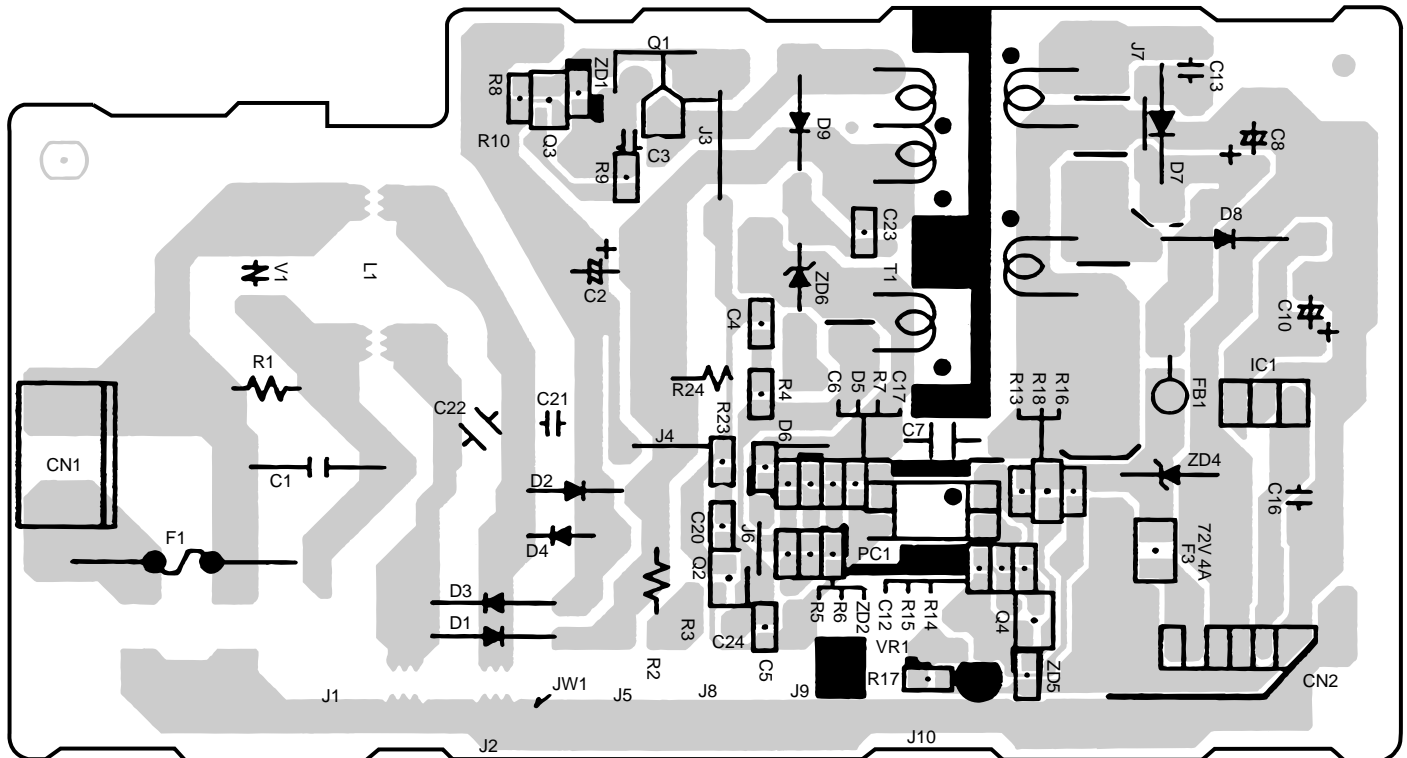 Q1
ZD1
R8
R10
Q3
R9
C3
J3
D9
J7
C13
C8
D7
D8
C23
V1
L1
C2
ZD6
T1
C4
C10
R1
R24
R4
C6
D5
R7
C17
R13
R18
R16
FB1
IC1
C22
C21
R23
J4
D6
C7
CN1
C1
D2
ZD4
C16
F1
D4
C20
J6
Q2
PC1
72V 4A
F3
D3
D1
R3
C24
R5
R6
ZD2
C12
R15
R14
Q4
VR1
R2
C5
R17
ZD5
CN2
J1
JW1
J5
J8
J9
J2
J10